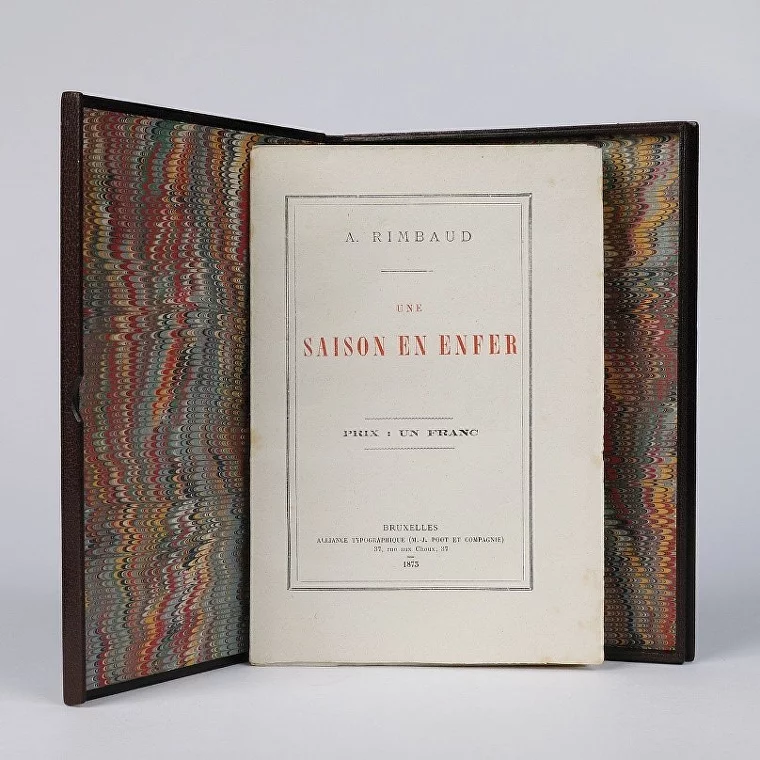 A. RIMBAUD
UNE
SAISON EN ENFER
PRIX : UN FRANC
BRUXELLES
ALLIANCE TYPOGRAPHIQUE (M.-J. POOT ET COMPAGNIE)
37, rue aux Choux, 37
1873